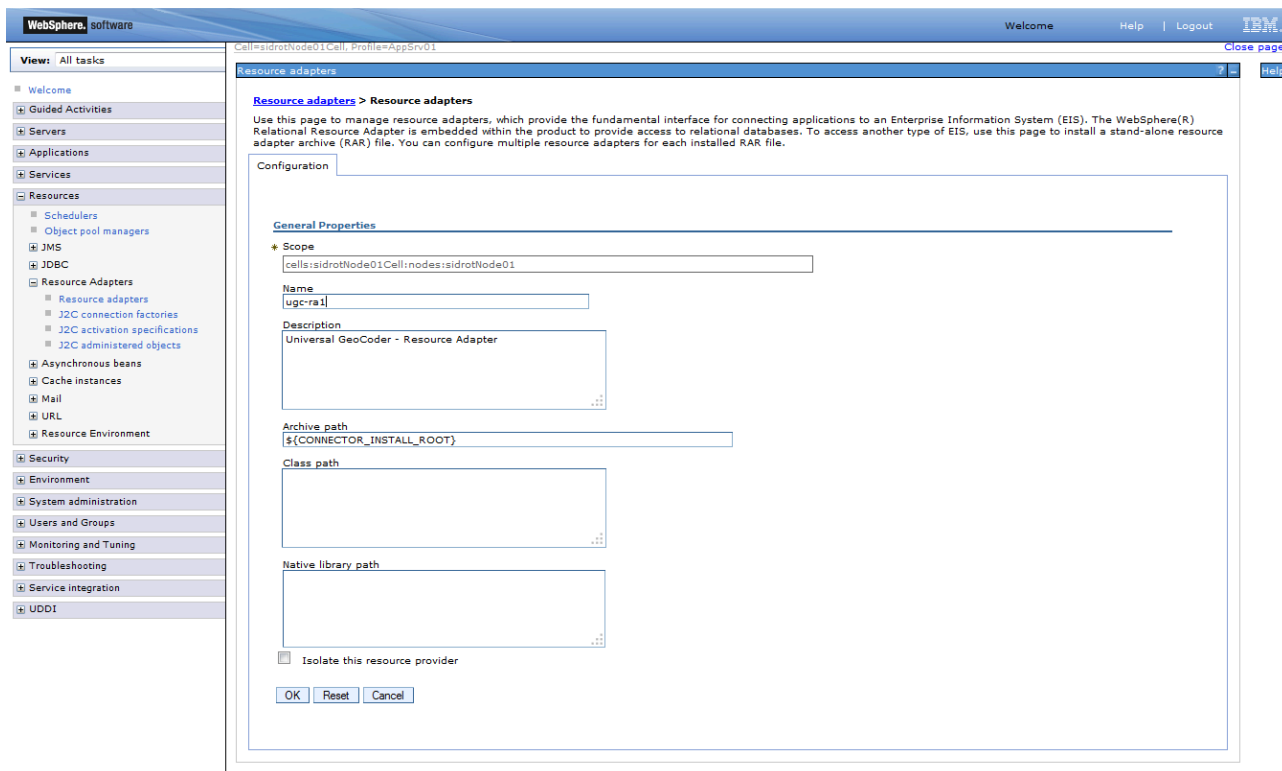 WebSphere. software
Welcome
Help | Logout
IBM.
Cell=sidrotNode01Cell, Profile=AppSrv01
Close page
View: All tasks
Welcome
Guided Activities
Servers
Applications
Services
Resources
Schedulers
Object pool managers
JMS
JDBC
Resource Adapters
Resource adapters
J2C connection factories
J2C activation specifications
J2C administered objects
Asynchronous beans
Cache instances
Mail
URL
Resource Environment
Security
Environment
System administration
Users and Groups
Monitoring and Tuning
Troubleshooting
Service integration
UDDI
Resource adapters
? -
Help
Resource adapters > Resource adapters
Use this page to manage resource adapters, which provide the fundamental interface for connecting applications to an Enterprise Information System (EIS). The WebSphere(R)
Relational Resource Adapter is embedded within the product to provide access to relational databases. To access another type of EIS, use this page to install a stand-alone resource
adapter archive (RAR) file. You can configure multiple resource adapters for each installed RAR file.
Configuration
General Properties
* Scope
cells:sidrotNode01Cell:nodes:sidrotNode01
Name
ugc-ra1
Description
Universal GeoCoder - Resource Adapter
Archive path
${CONNECTOR_INSTALL_ROOT}
Class path
Native library path
Isolate this resource provider
OK Reset Cancel